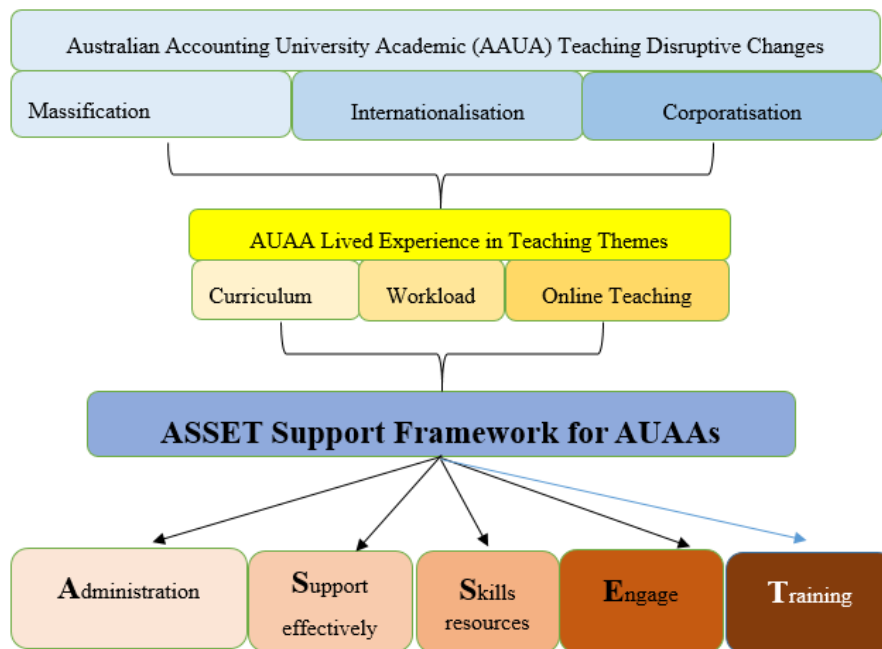 Australian Accounting University Academic (AAUA) Teaching Disruptive Changes
Massification
Internationalisation
Corporatisation
AUAA Lived Experience in Teaching Themes
Curriculum
Workload
Online Teaching
ASSET Support Framework for AUAAs
Administration
Support
effectively
Skills
resources
Engage
Training